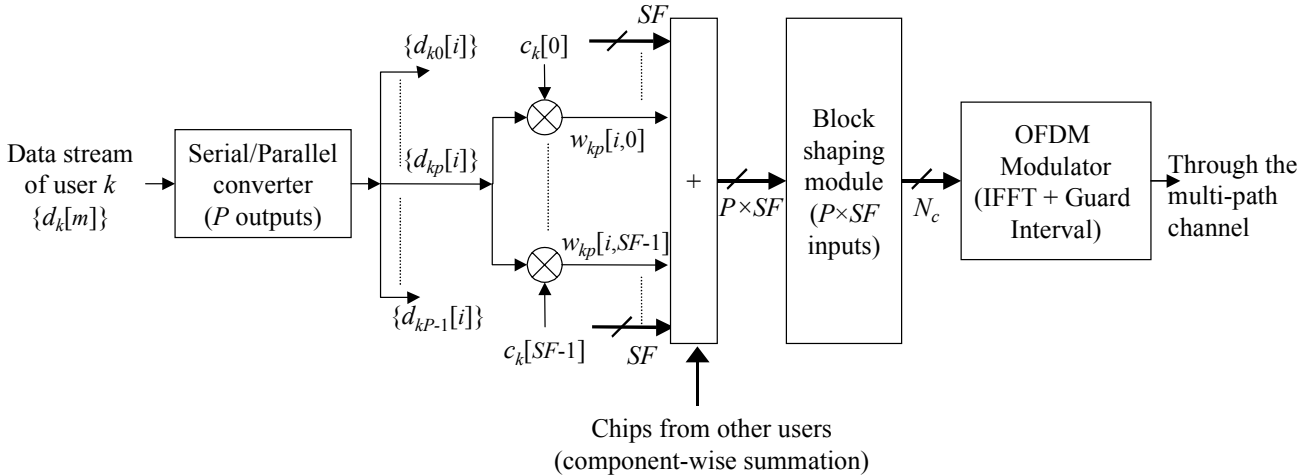 Data stream
of user k
{d_k[m]}
Serial/Parallel
converter
(P outputs)
{d_k0[i]}
{d_kp[i]}
{d_kP-1[i]}
c_k[0]
c_k[SF-1]
SF
w_kp[i,0]
w_kp[i,SF-1]
SF
+
Chips from other users
(component-wise summation)
P×SF
Block
shaping
module
(P×SF
inputs)
N_c
OFDM
Modulator
(IFFT + Guard
Interval)
Through the
multi-path
channel